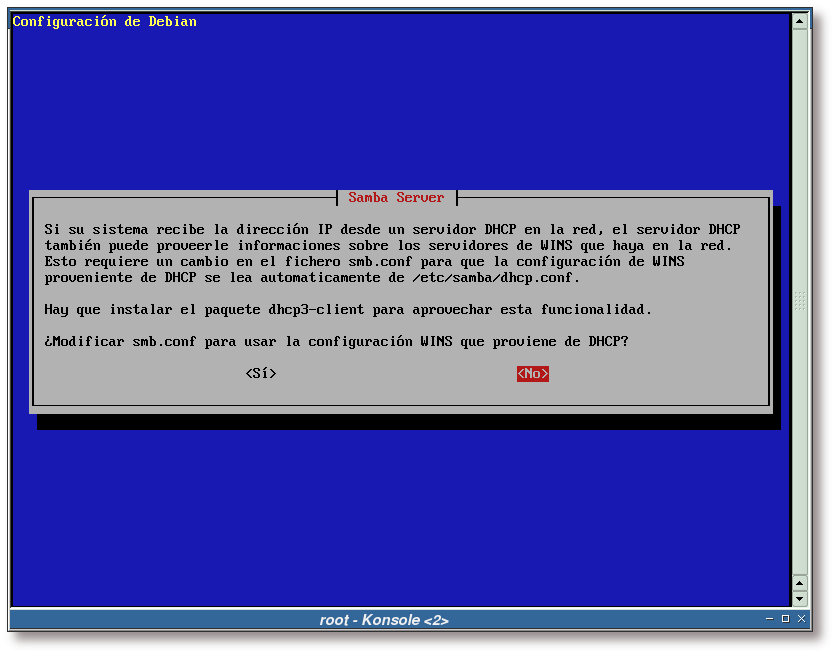 Configuración de Debian
Samba Server
Si su sistema recibe la dirección IP desde un servidor DHCP en la red, el servidor DHCP
también puede proveerle informaciones sobre los servidores de WINS que haya en la red.
Esto requiere un cambio en el fichero smb.conf para que la configuración de WINS
proveniente de DHCP se lea automaticamente de /etc/samba/dhcp.conf.
Hay que instalar el paquete dhcp3-client para aprovechar esta funcionalidad.
¿Modificar smb.conf para usar la configuración WINS que proviene de DHCP?
<Sí> <No>
root - Konsole <2>